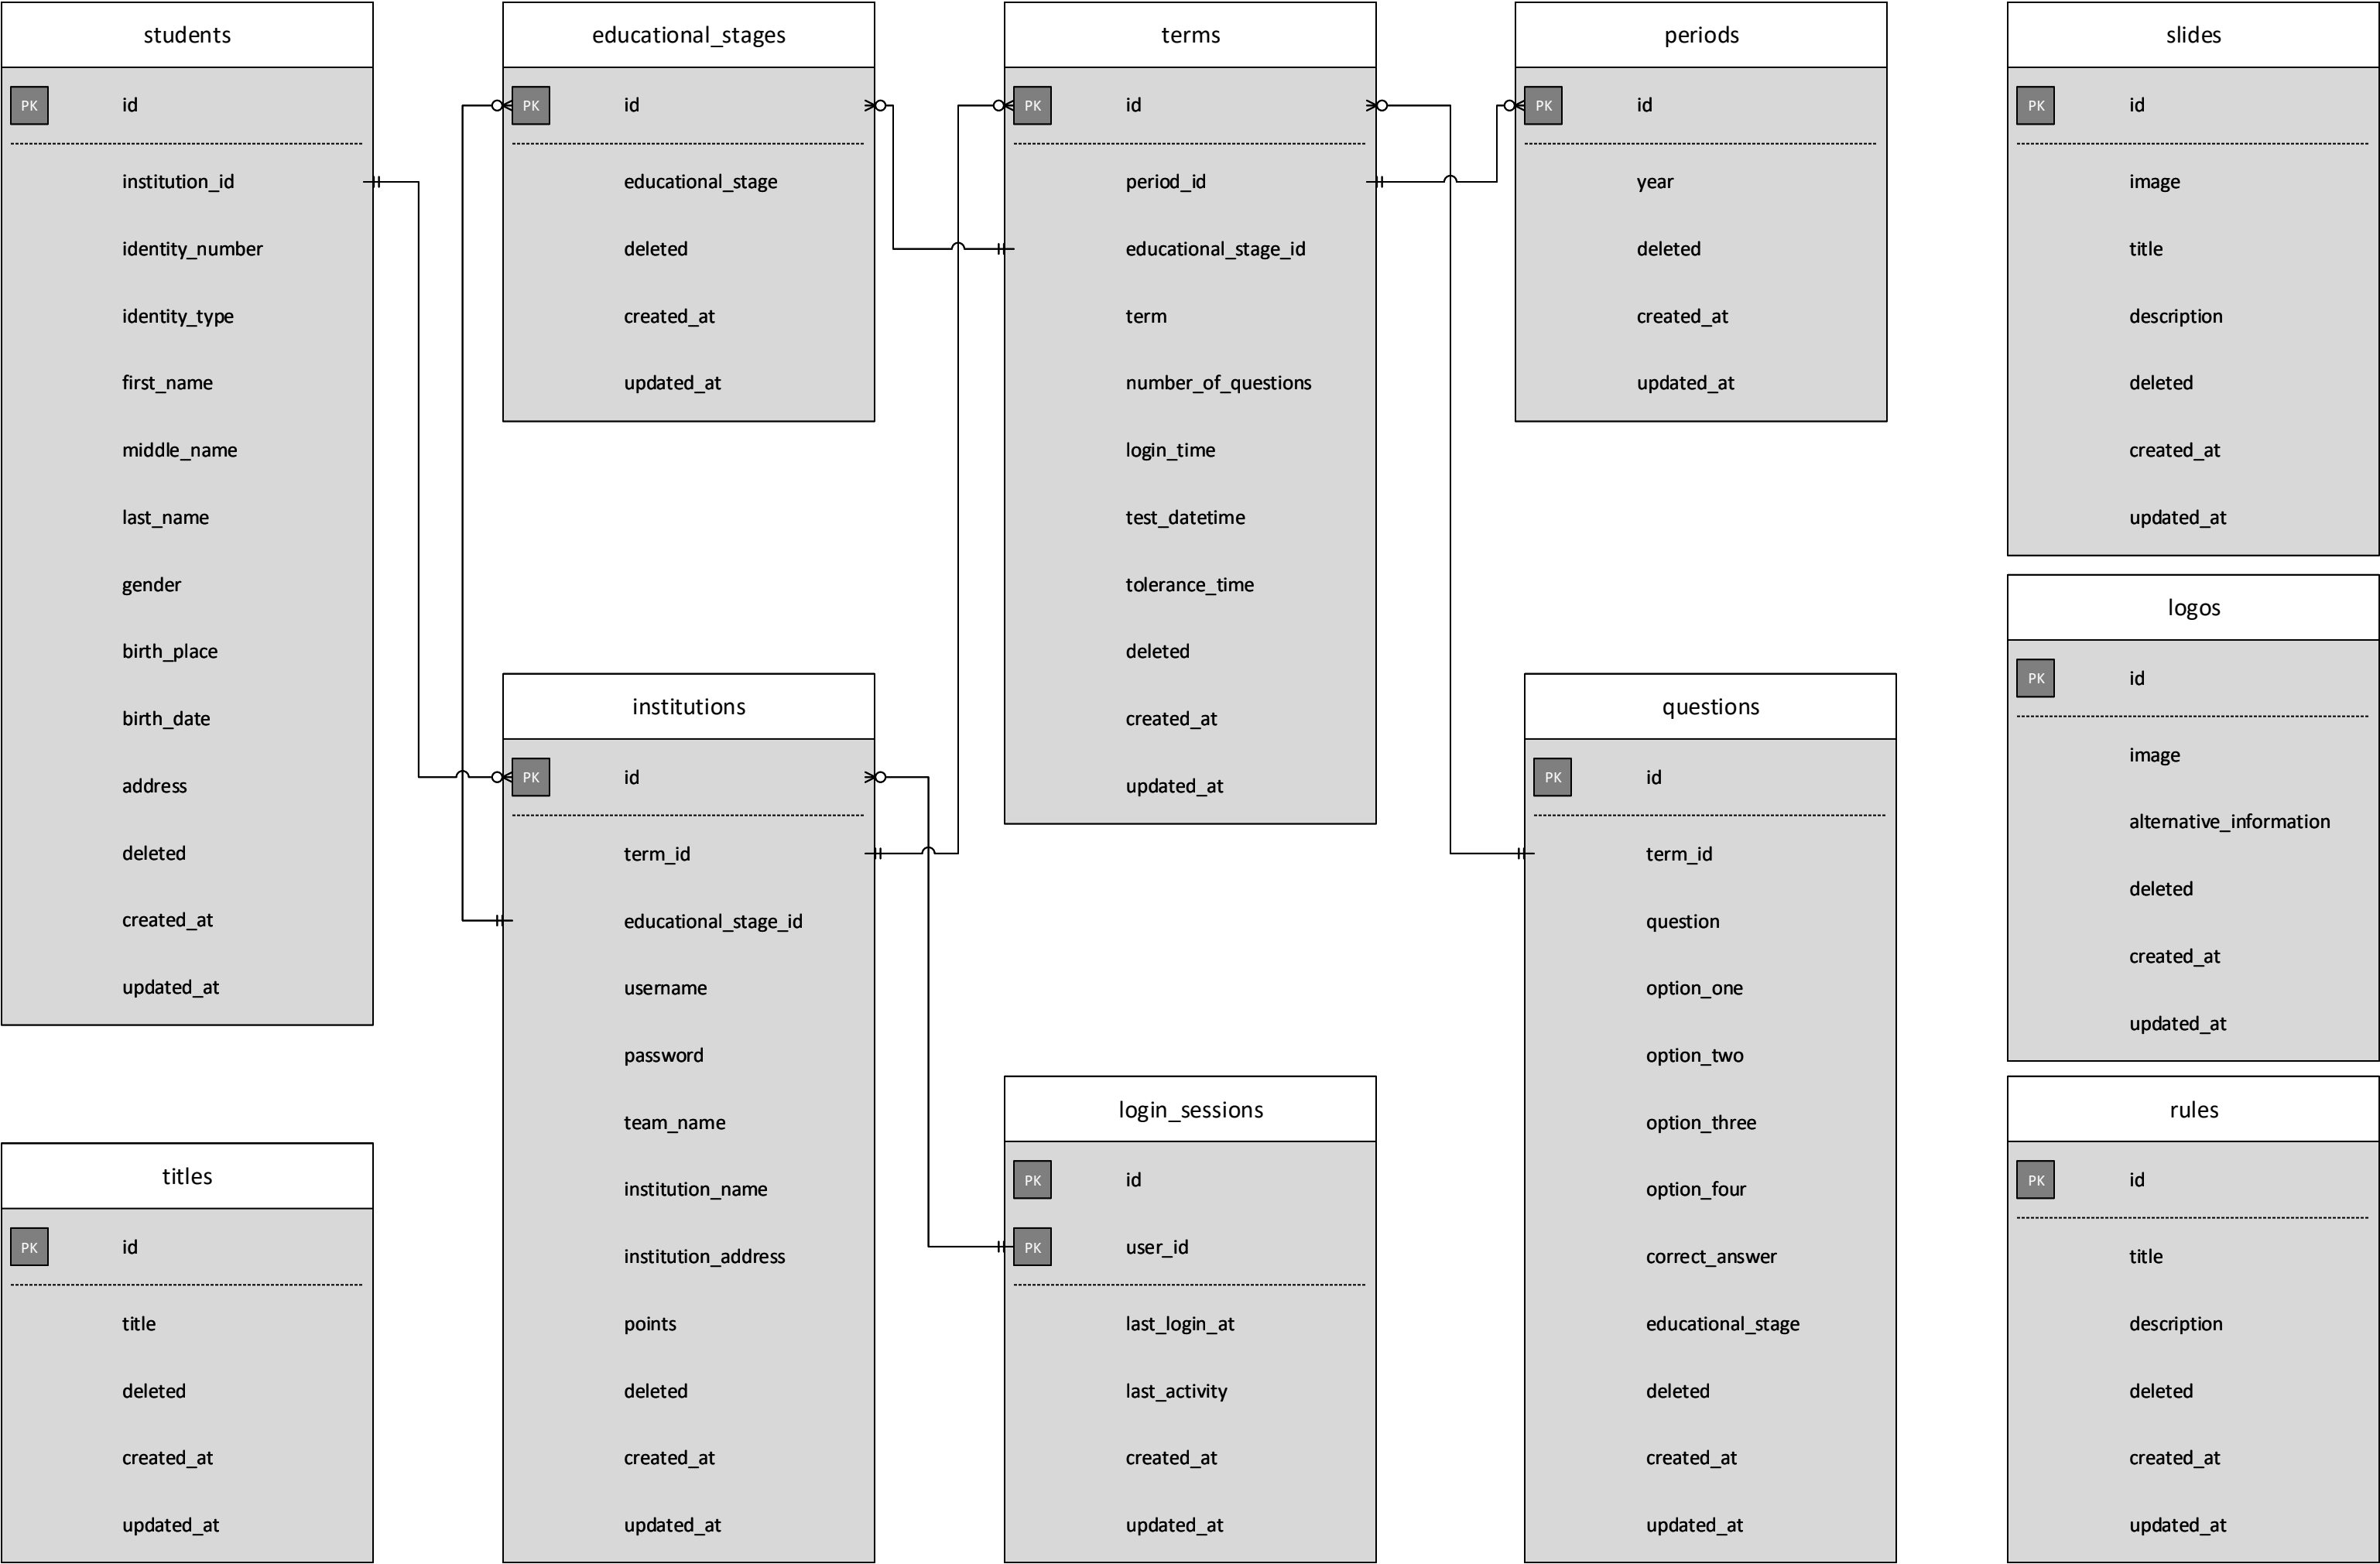 students
PK id
institution_id
identity_number
identity_type
first_name
middle_name
last_name
gender
birth_place
birth_date
address
deleted
created_at
updated_at
titles
PK id
title
deleted
created_at
updated_at
educational_stages
PK id
educational_stage
deleted
created_at
updated_at
institutions
PK id
term_id
educational_stage_id
username
password
team_name
institution_name
institution_address
points
deleted
created_at
updated_at
terms
PK id
period_id
educational_stage_id
term
number_of_questions
login_time
test_datetime
tolerance_time
deleted
created_at
updated_at
login_sessions
PK id
PK user_id
last_login_at
last_activity
created_at
updated_at
periods
PK id
year
deleted
created_at
updated_at
questions
PK id
term_id
question
option_one
option_two
option_three
option_four
correct_answer
educational_stage
deleted
created_at
updated_at
slides
PK id
image
title
description
deleted
created_at
updated_at
logos
PK id
image
alternative_information
deleted
created_at
updated_at
rules
PK id
title
description
deleted
created_at
updated_at